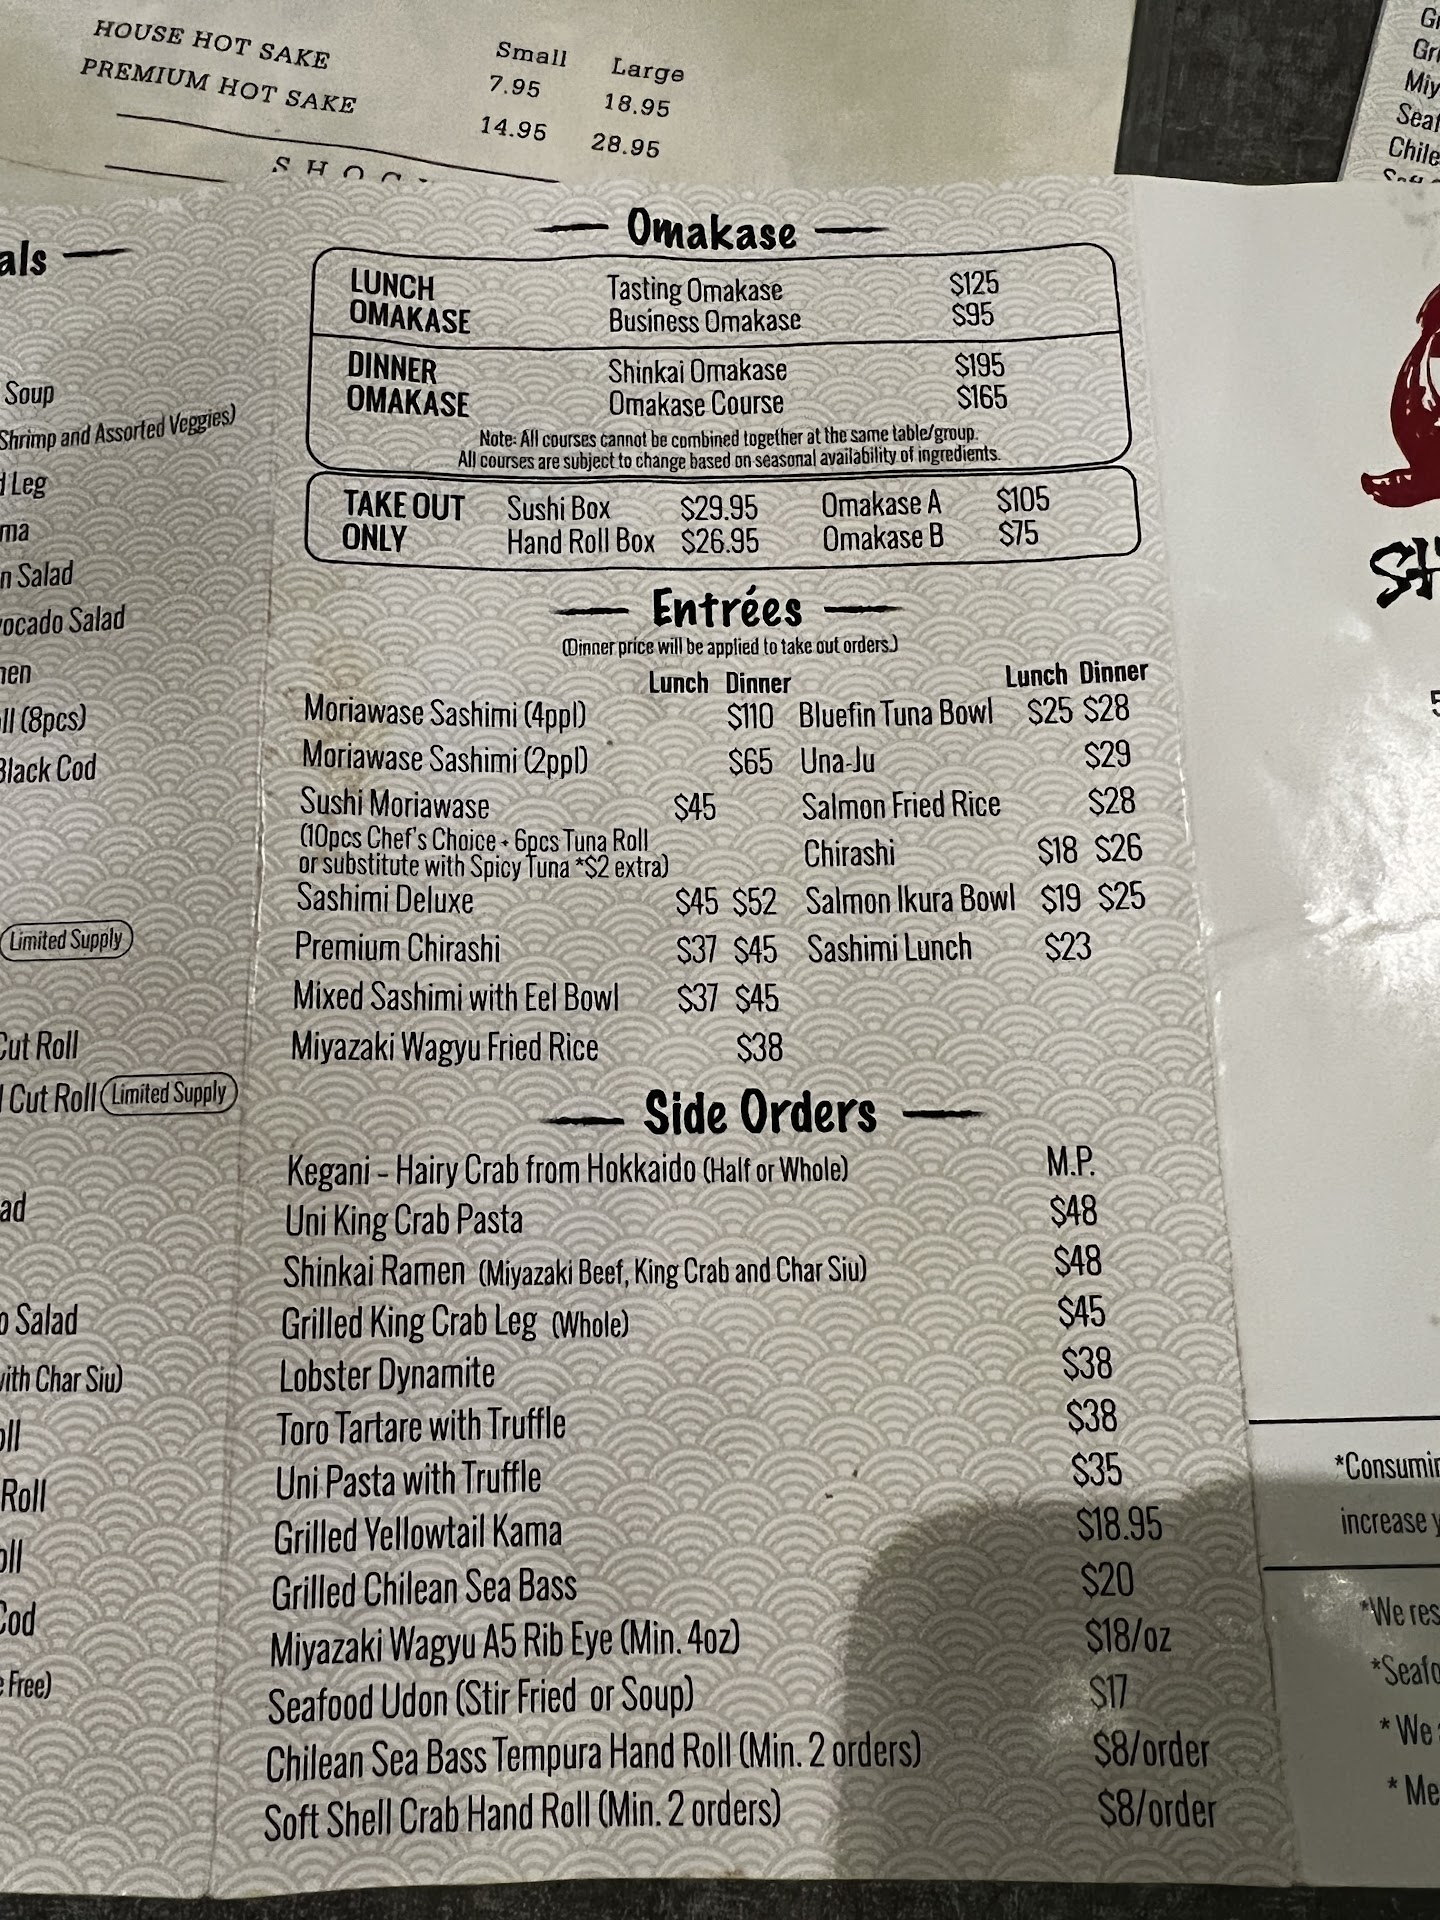 HOUSE HOT SAKE
PREMIUM HOT SAKE
Small Large
7.95 18.95
14.95 28.95
Omakase
LUNCH OMAKASE
Tasting Omakase $125
Business Omakase $95
DINNER OMAKASE
Shinkai Omakase $195
Omakase Course $165
Note: All courses cannot be combined together at the same table/group.
All courses are subject to change based on seasonal availability of ingredients.
TAKE OUT ONLY
Sushi Box $29.95 Omakase A $105
Hand Roll Box $26.95 Omakase B $75
Entrées
(Dinner price will be applied to take out orders.)
Lunch Dinner
Moriawase Sashimi (4ppl) $110
Moriawase Sashimi (2ppl) $65
Sushi Moriawase $45
(10pcs Chef's Choice + 6pcs Tuna Roll
or substitute with Spicy Tuna *$2 extra)
Sashimi Deluxe $45 $52
Premium Chirashi $37 $45
Mixed Sashimi with Eel Bowl $37 $45
Miyazaki Wagyu Fried Rice $38
Lunch Dinner
Bluefin Tuna Bowl $25 $28
Una-Ju $29
Salmon Fried Rice $28
Chirashi $18 $26
Salmon Ikura Bowl $19 $25
Sashimi Lunch $23
Side Orders
Kegani - Hairy Crab from Hokkaido (Half or Whole) M.P.
Uni King Crab Pasta $48
Shinkai Ramen (Miyazaki Beef, King Crab and Char Siu) $48
Grilled King Crab Leg (Whole) $45
Lobster Dynamite $38
Toro Tartare with Truffle $38
Uni Pasta with Truffle $35
Grilled Yellowtail Kama $18.95
Grilled Chilean Sea Bass $20
Miyazaki Wagyu A5 Rib Eye (Min. 4oz) $18/oz
Seafood Udon (Stir Fried or Soup) $17
Chilean Sea Bass Tempura Hand Roll (Min. 2 orders) $8/order
Soft Shell Crab Hand Roll (Min. 2 orders) $8/order
Soup
Shrimp and Assorted Veggies)
Leg
Salad
Salad
(8pcs)
Black Cod
Limited Supply
Cut Roll
Cut Roll Limited Supply
Salad
with Char Siu)
Roll
Cod
Free)
increase
*We
* We